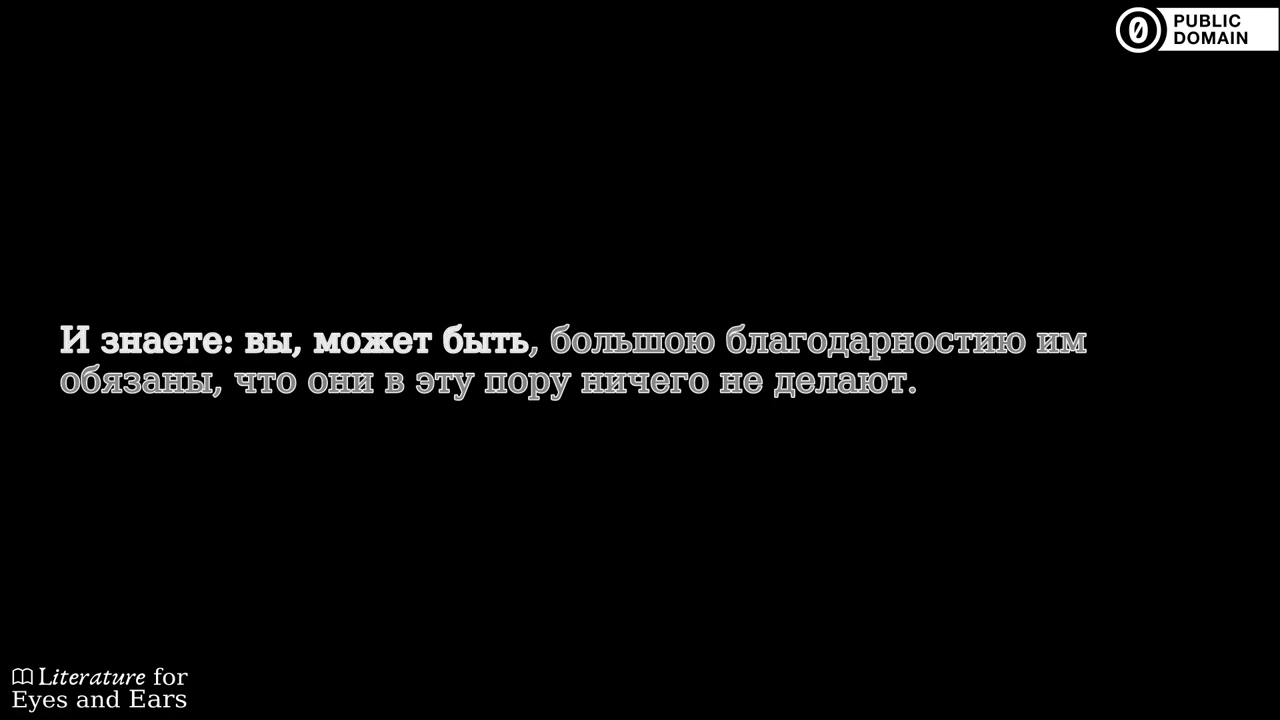 PUBLIC
DOMAIN
И знаете: вы, может быть, большою благодарностию им
обязаны, что они в эту пору ничего не делают.
Literature for
Eyes and Ears